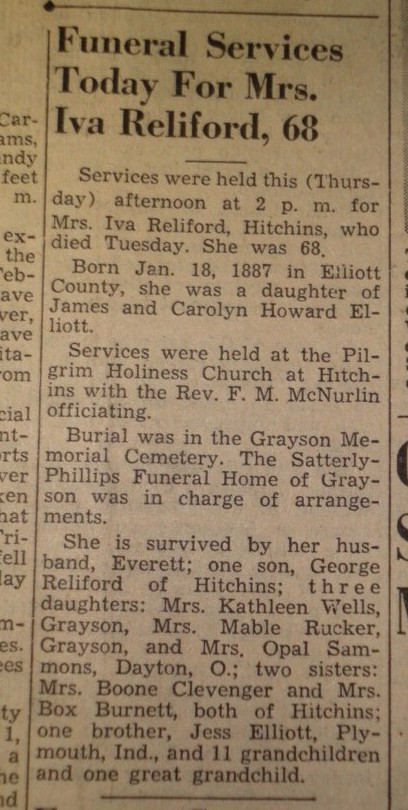 Funeral Services
Today For Mrs.
Iva Reliford, 68
Services were held this (Thurs-
day) afternoon at 2 p. m. for
Mrs. Iva Reliford, Hitchins, who
died Tuesday. She was 68.
Born Jan. 18, 1887 in Elliott
County, she was a daughter of
James and Carolyn Howard El-
liott.
Services were held at the Pil-
grim Holiness Church at Hitch-
ins with the Rev. F. M. McNurlin
officiating.
Burial was in the Grayson Me-
morial Cemetery. The Satterly-
Phillips Funeral Home of Gray-
son was in charge of arrange-
ments.
She is survived by her hus-
band, Everett; one son, George
Reliford of Hitchins; three
daughters: Mrs. Kathleen Wells,
Grayson, Mrs. Mable Rucker,
Grayson, and Mrs. Opal Sam-
mons, Dayton, O.; two sisters:
Mrs. Boone Clevenger and Mrs.
Box Burnett, both of Hitchins;
one brother, Jess Elliott, Ply-
mouth, Ind., and 11 grandchildren
and one great grandchild.